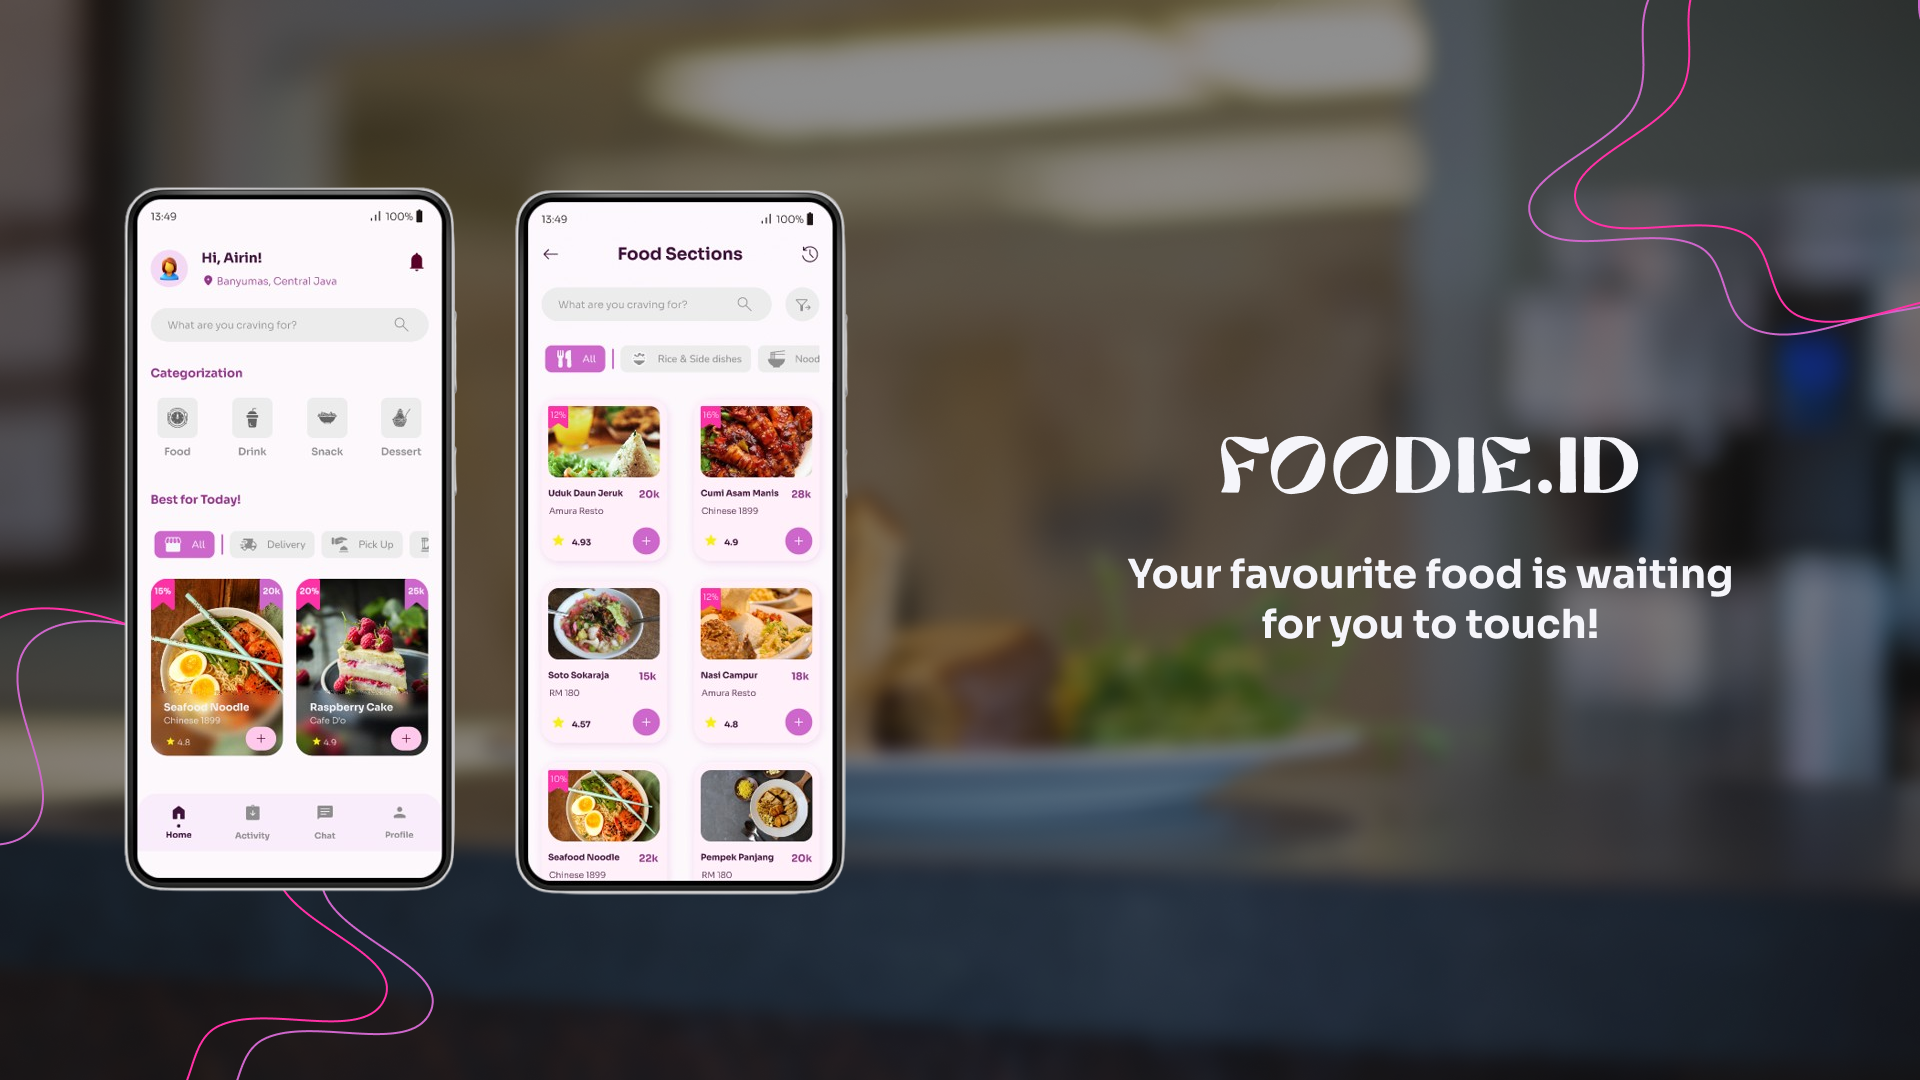 13:49
100%
Hi, Airin!
Banyumas, Central Java
What are you craving for?
Categorization
Food
Drink
Snack
Dessert
Best for Today!
All
Delivery
Pick Up
15%
20k
Seafood Noodle
Chinese 1899
4.8
20%
25k
Raspberry Cake
Cafe D'o
4.9
Home
Activity
Chat
Profile
13:49
100%
Food Sections
What are you craving for?
All
Rice & Side dishes
Nood
12%
Uduk Daun Jeruk 20k
Amura Resto
4.93
16%
Cumi Asam Manis 28k
Chinese 1899
4.9
Soto Sokaraja 15k
RM 180
4.57
12%
Nasi Campur 18k
Amura Resto
4.8
10%
Seafood Noodle 22k
Chinese 1899
Pempek Panjang 20k
RM 180
FOODIE.ID
Your favourite food is waiting
for you to touch!